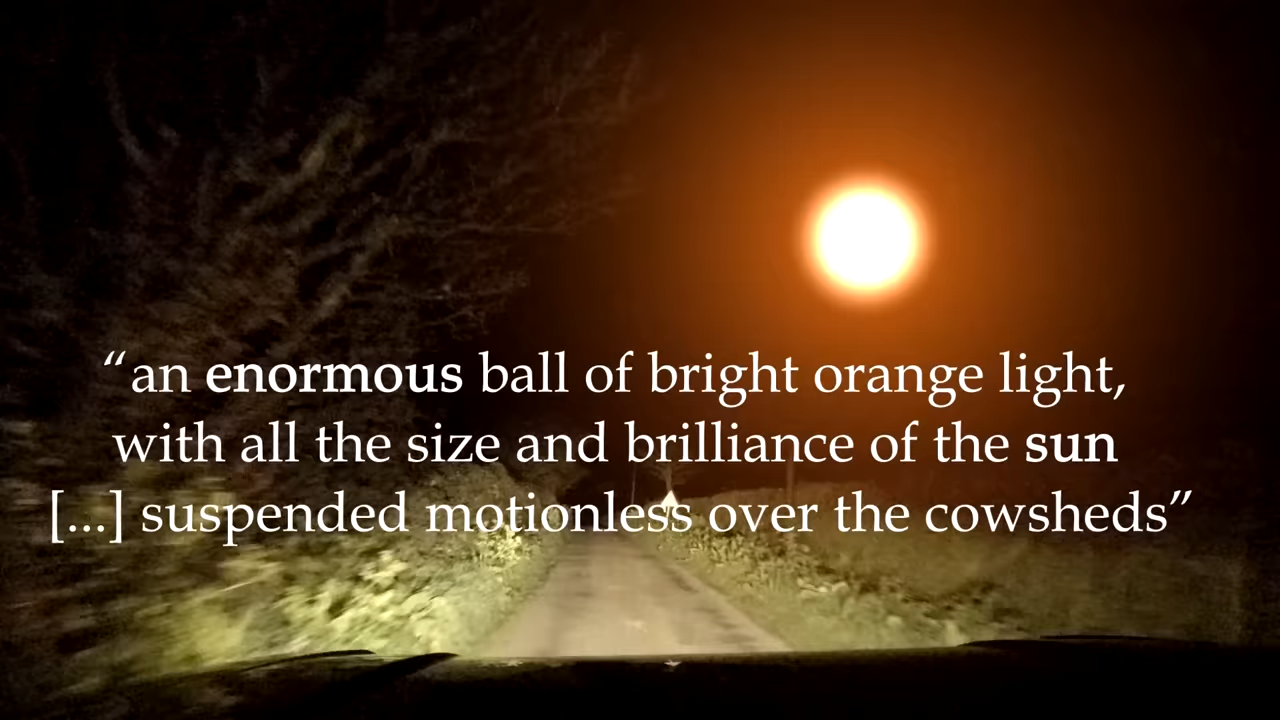 “an enormous ball of bright orange light,
with all the size and brilliance of the sun
[...] suspended motionless over the cowsheds”